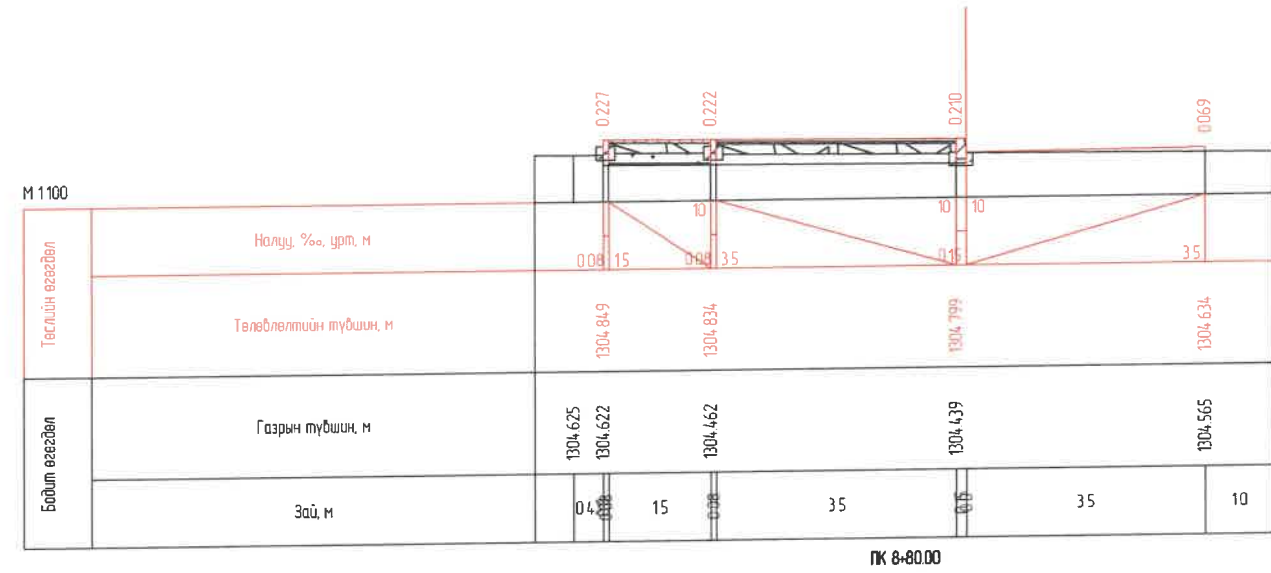 0.227 0.222 0.210 0.069
М 1100
Төслийн өгөгдөл
Налуу, ‰, урт, м
0.08 15 10 0.08 35 10 0.15 10 35
Төлөвлөлтийн түвшин, м
1304.849 1304.834 1304.799 1304.634
Бодит өгөгдөл
Газрын түвшин, м
1304.625 1304.622 1304.462 1304.439 1304.565
Зай, м
0.4 0.08 15 0.08 35 35 10
ПК 8+80.00